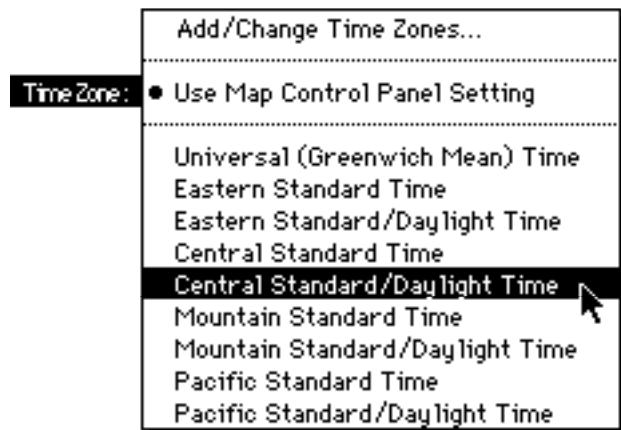 Add/Change Time Zones...
Time Zone: • Use Map Control Panel Setting
Universal (Greenwich Mean) Time
Eastern Standard Time
Eastern Standard/Daylight Time
Central Standard Time
Central Standard/Daylight Time
Mountain Standard Time
Mountain Standard/Daylight Time
Pacific Standard Time
Pacific Standard/Daylight Time